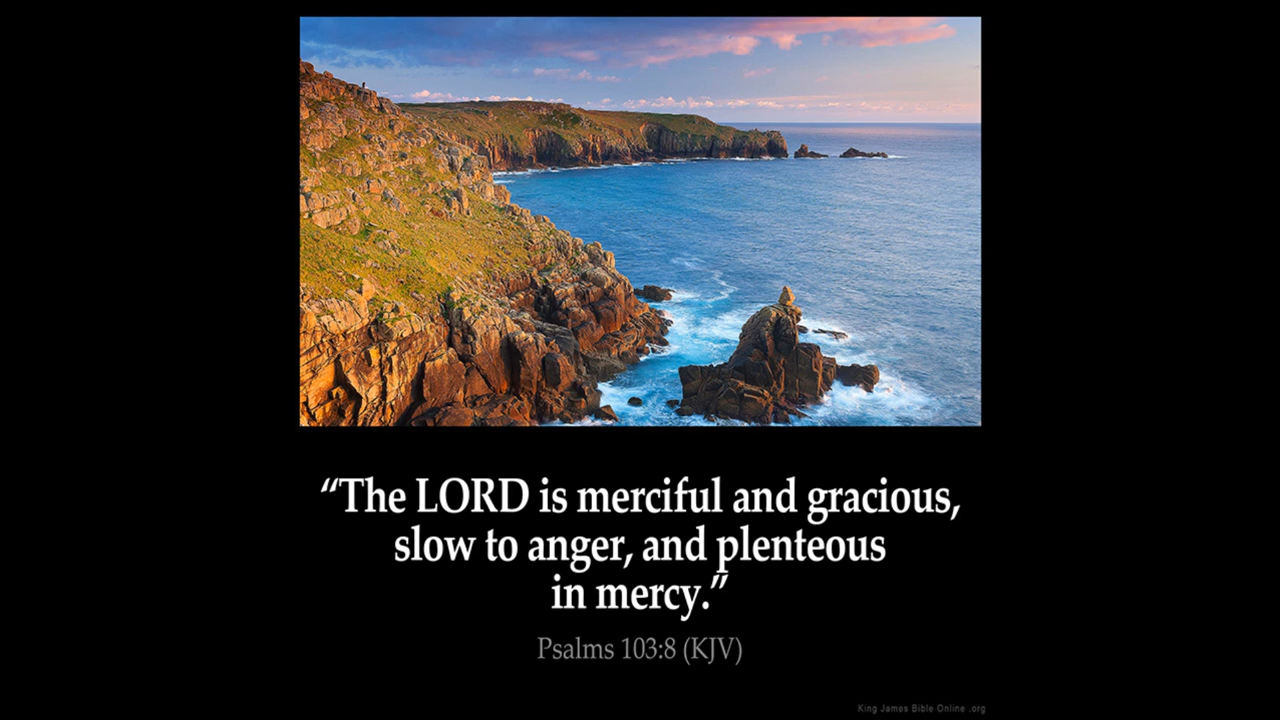 “The LORD is merciful and gracious,
slow to anger, and plenteous
in mercy.”
Psalms 103:8 (KJV)
King James Bible Online .org